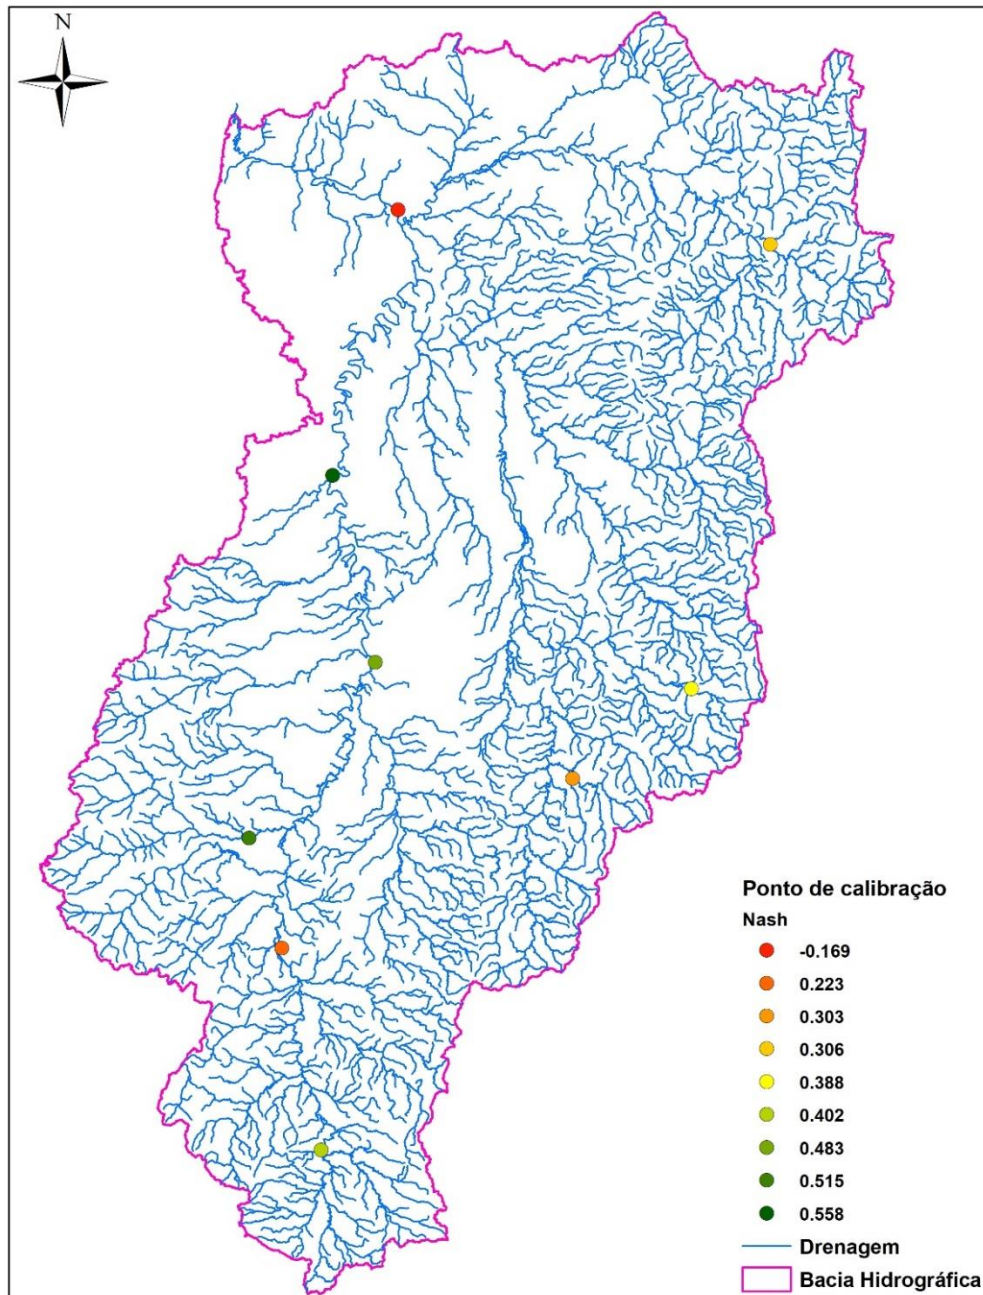 N
Ponto de calibração
Nash
-0.169
0.223
0.303
0.306
0.388
0.402
0.483
0.515
0.558
Drenagem
Bacia Hidrográfica